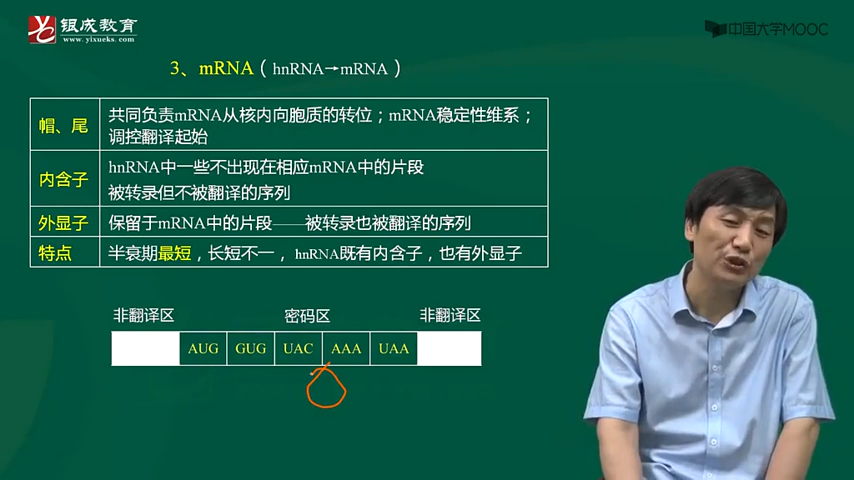 银成教育
www.yixueks.com
中国大学MOOC
3、mRNA（hnRNA→mRNA）
帽、尾 共同负责mRNA从核内向胞质的转位；mRNA稳定性维系；
调控翻译起始
内含子 hnRNA中一些不出现在相应mRNA中的片段
被转录但不被翻译的序列
外显子 保留于mRNA中的片段——被转录也被翻译的序列
特点 半衰期最短，长短不一， hnRNA既有内含子，也有外显子
非翻译区 密码区 非翻译区
AUG GUG UAC AAA UAA